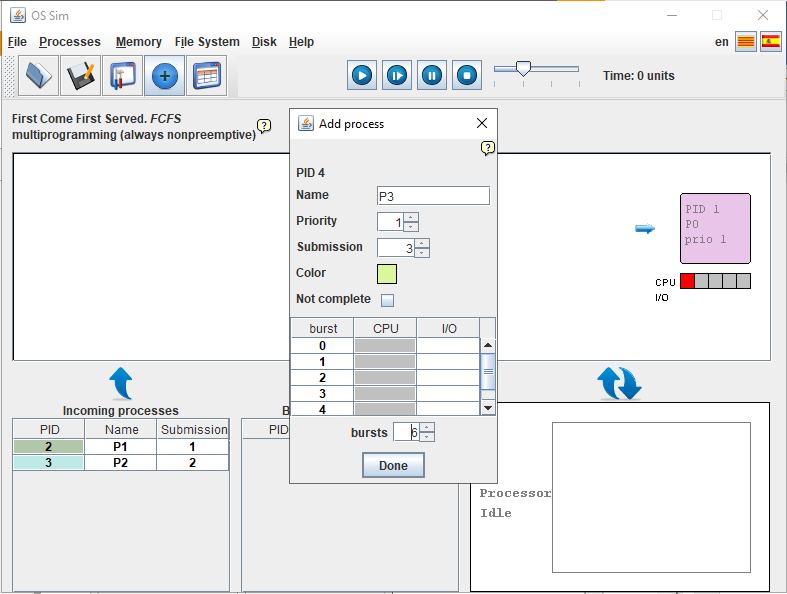 OS Sim
File Processes Memory File System Disk Help en
Time: 0 units
First Come First Served. FCFS
multiprogramming (always nonpreemptive) ?
Add process
?
PID 4
Name P3
Priority 1
Submission 3
Color
Not complete
burst CPU I/O
0
1
2
3
4
bursts 6
Done
PID 1
P0
prio 1
CPU
I/O
Incoming processes
PID Name Submission
2 P1 1
3 P2 2
B
PID
Processor
Idle